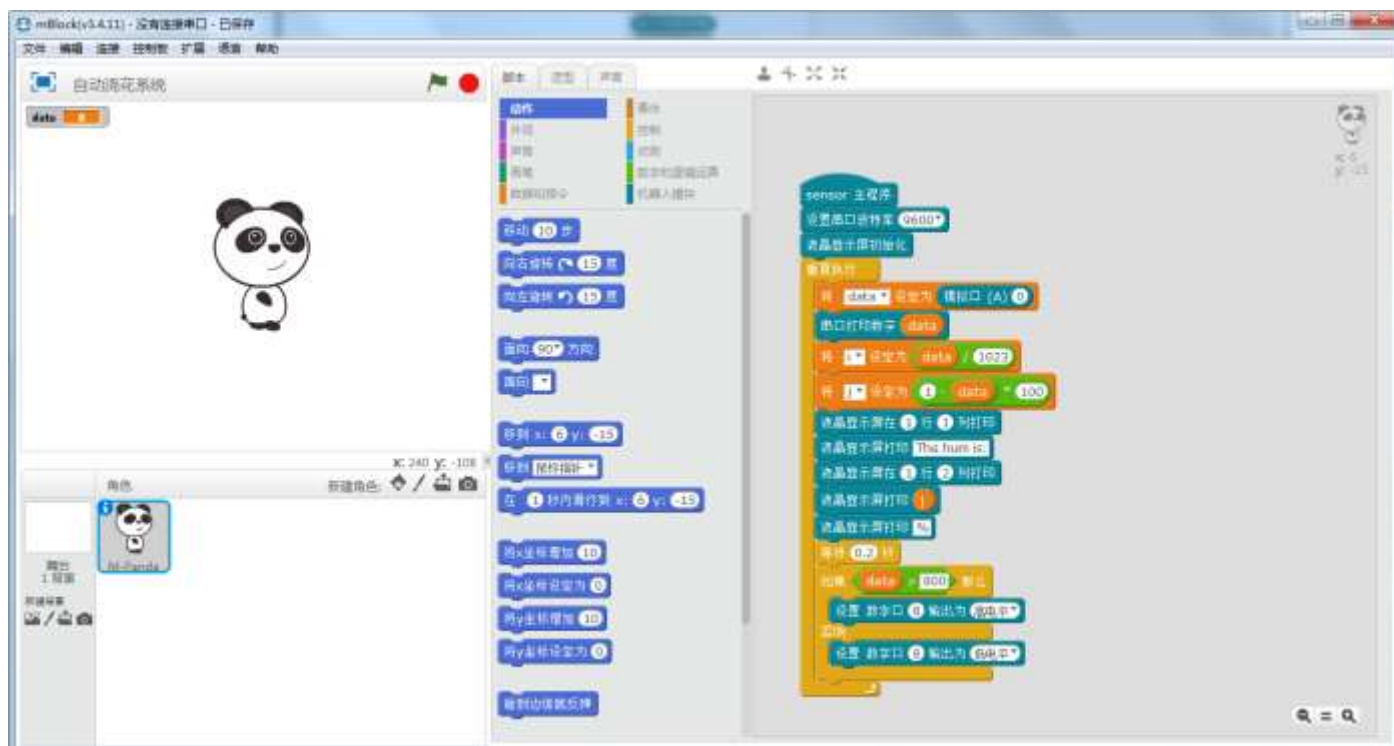 mBlock(v3.4.11) - 没有连接串口 - 已保存
文件 编辑 连接 控制板 扩展 语言 帮助
自动浇花系统
data 0
x: 240 y: -108
角色
新建角色:
舞台
1 背景
新建背景
M-Panda
脚本 造型 声音
动作
外观
声音
画笔
数据和指令
事件
控制
侦测
数字和逻辑运算
机器人模块
移动 10 步
向右旋转 15 度
向左旋转 15 度
面向 90 方向
面向
移到 x: 6 y: -15
移到 鼠标指针
在 1 秒内滑行到 x: 6 y: -15
将x坐标增加 10
将x坐标设定为 0
将y坐标增加 10
将y坐标设定为 0
碰到边缘就反弹
x: 6
y: -15
sensor 主程序
设置串口波特率 9600
液晶显示屏初始化
重复执行
将 data 设定为 模拟口 (A) 0
串口打印数字 data
将 i 设定为 data / 1023
将 j 设定为 1 - data * 100
液晶显示屏在 1 行 1 列打印
液晶显示屏打印 The hum is:
液晶显示屏在 1 行 2 列打印
液晶显示屏打印 j
液晶显示屏打印 %
等待 0.2 秒
如果 data > 800 那么
设置 数字口 8 输出为 高电平
否则
设置 数字口 8 输出为 低电平